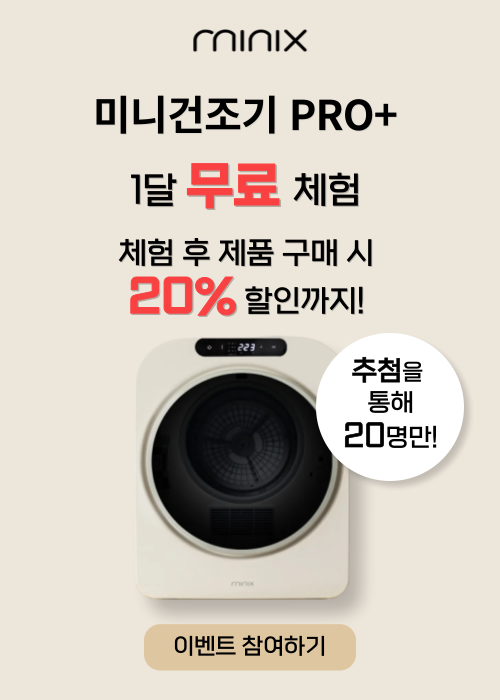 minix
미니건조기 PRO+
1달 무료 체험
체험 후 제품 구매 시
20% 할인까지!
223
추첨을
통해
20명만!
minix
이벤트 참여하기